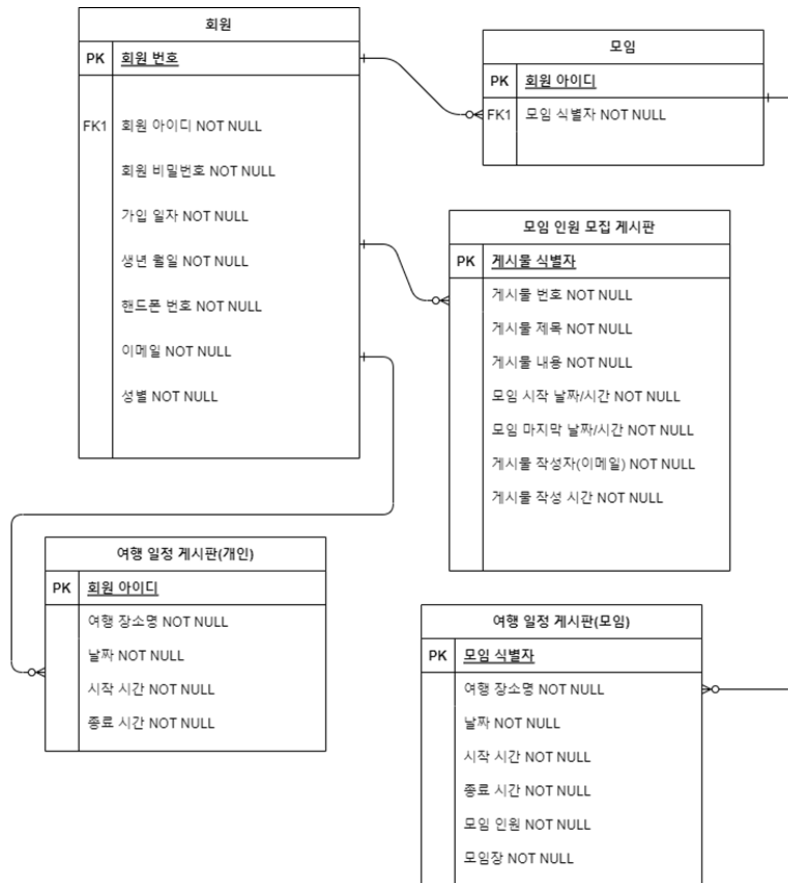 회원
PK 회원 번호
FK1 회원 아이디 NOT NULL
회원 비밀번호 NOT NULL
가입 일자 NOT NULL
생년 월일 NOT NULL
핸드폰 번호 NOT NULL
이메일 NOT NULL
성별 NOT NULL
모임
PK 회원 아이디
FK1 모임 식별자 NOT NULL
모임 인원 모집 게시판
PK 게시물 식별자
게시물 번호 NOT NULL
게시물 제목 NOT NULL
게시물 내용 NOT NULL
모임 시작 날짜/시간 NOT NULL
모임 마지막 날짜/시간 NOT NULL
게시물 작성자(이메일) NOT NULL
게시물 작성 시간 NOT NULL
여행 일정 게시판(개인)
PK 회원 아이디
여행 장소명 NOT NULL
날짜 NOT NULL
시작 시간 NOT NULL
종료 시간 NOT NULL
여행 일정 게시판(모임)
PK 모임 식별자
여행 장소명 NOT NULL
날짜 NOT NULL
시작 시간 NOT NULL
종료 시간 NOT NULL
모임 인원 NOT NULL
모임장 NOT NULL